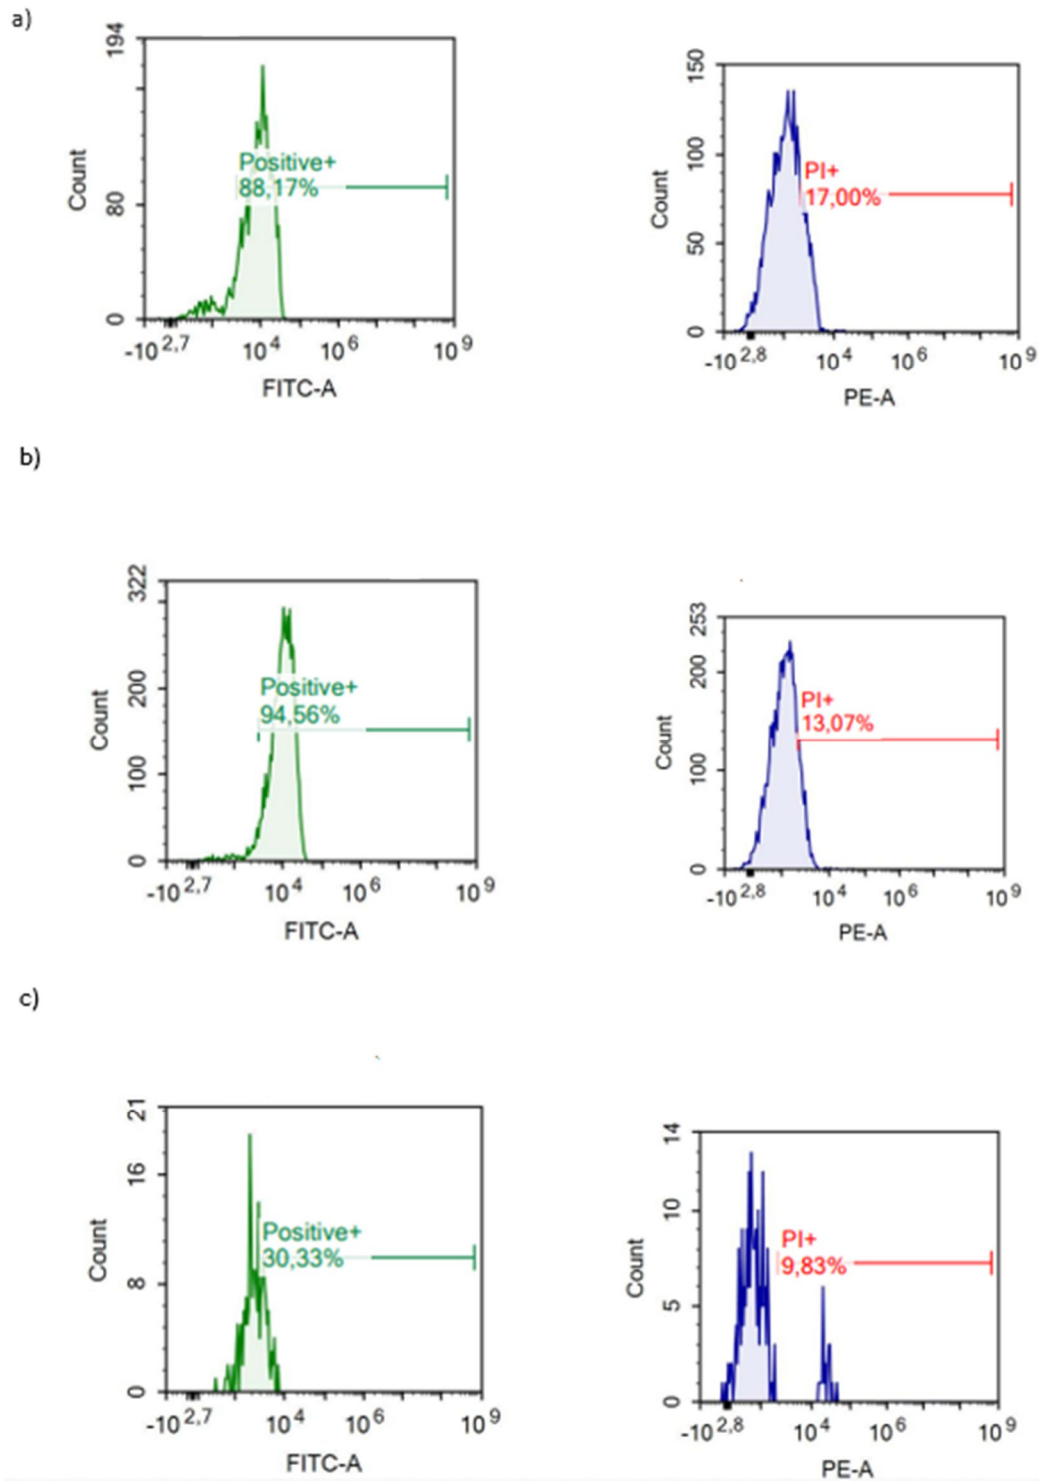 a)
194
80
0
Count
Positive+
88,17%
-10 2,7
10 4
10 6
10 9
FITC-A
150
100
50
0
Count
PI+
17,00%
-10 2,8
10 4
10 6
10 9
PE-A
b)
322
200
100
0
Count
Positive+
94,56%
-10 2,7
10 4
10 6
10 9
FITC-A
253
200
100
0
Count
PI+
13,07%
-10 2,8
10 4
10 6
10 9
PE-A
c)
21
16
8
0
Count
Positive+
30,33%
-10 2,7
10 4
10 6
10 9
FITC-A
14
10
5
0
Count
PI+
9,83%
-10 2,8
10 4
10 6
10 9
PE-A